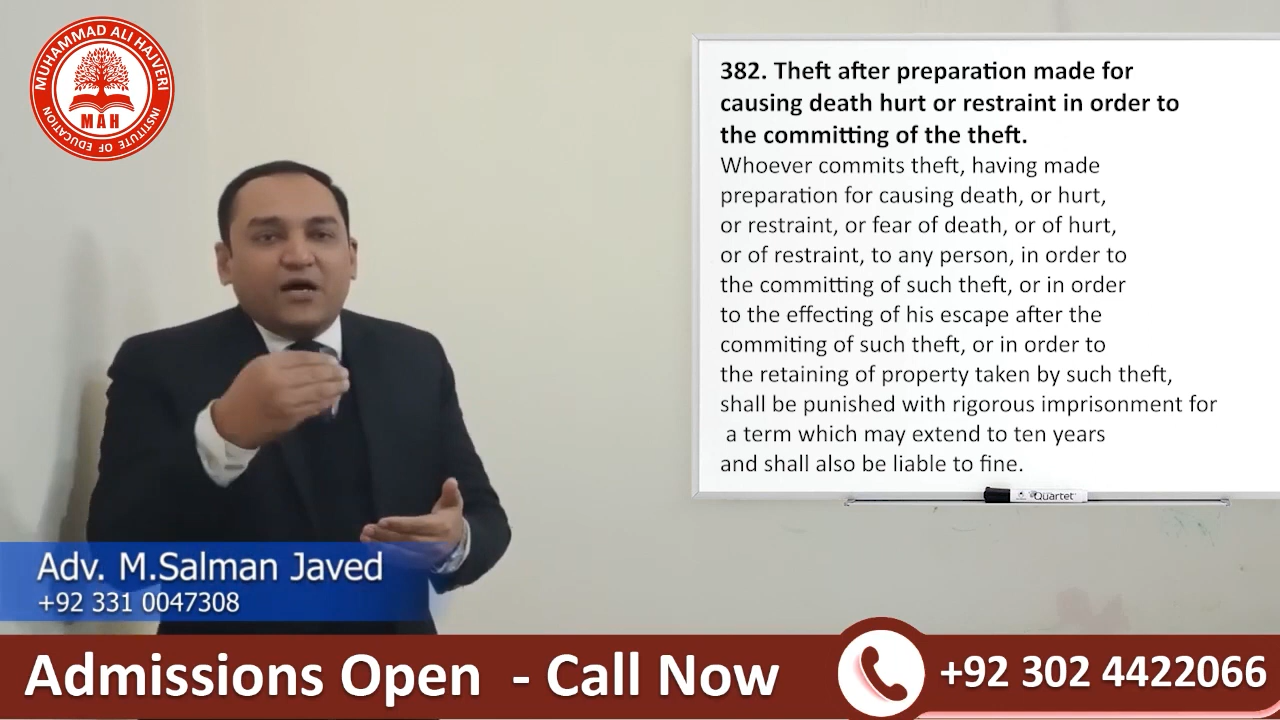 MUHAMMAD ALI HAJVERI
INSTITUTE OF EDUCATION
MAH
382. Theft after preparation made for
causing death hurt or restraint in order to
the committing of the theft.
Whoever commits theft, having made
preparation for causing death, or hurt,
or restraint, or fear of death, or of hurt,
or of restraint, to any person, in order to
the committing of such theft, or in order
to the effecting of his escape after the
commiting of such theft, or in order to
the retaining of property taken by such theft,
shall be punished with rigorous imprisonment for
a term which may extend to ten years
and shall also be liable to fine.
Quartet
Adv. M.Salman Javed
+92 331 0047308
Admissions Open - Call Now
+92 302 4422066